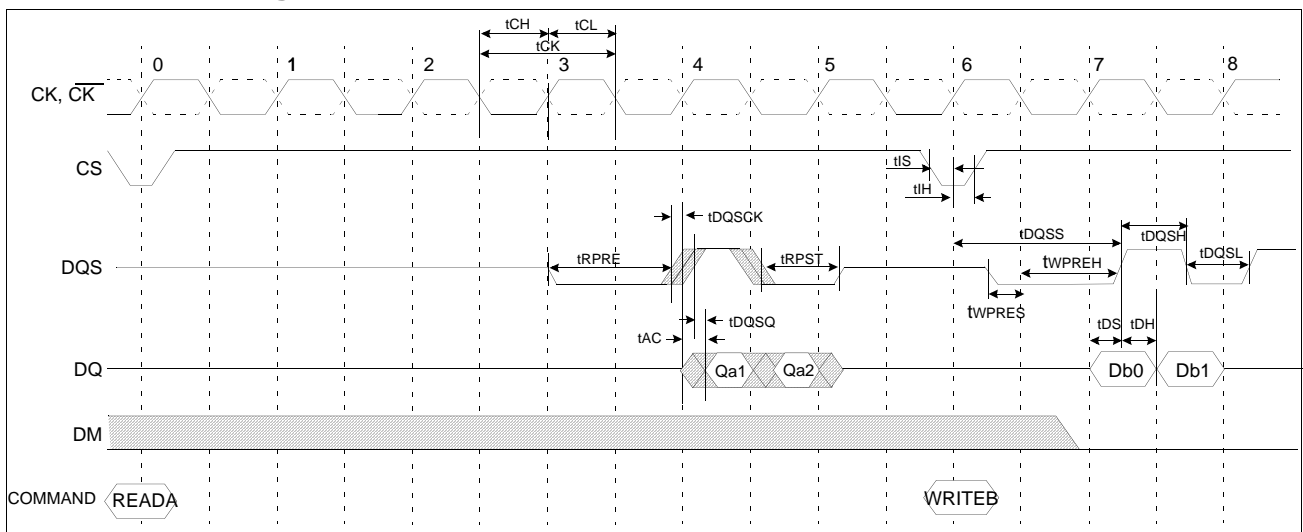 tCH tCL
tCK
0 1 2 3 4 5 6 7 8
CK, CK
CS
tIS
tIH
tDQSCK
tDQSS
tDQSH
DQS
tRPRE
tRPST
tWPREH
tDQSL
tWPRES
tDQSQ
tAC
tDS tDH
DQ
Qa1 Qa2 Db0 Db1
DM
COMMAND READA WRITEB